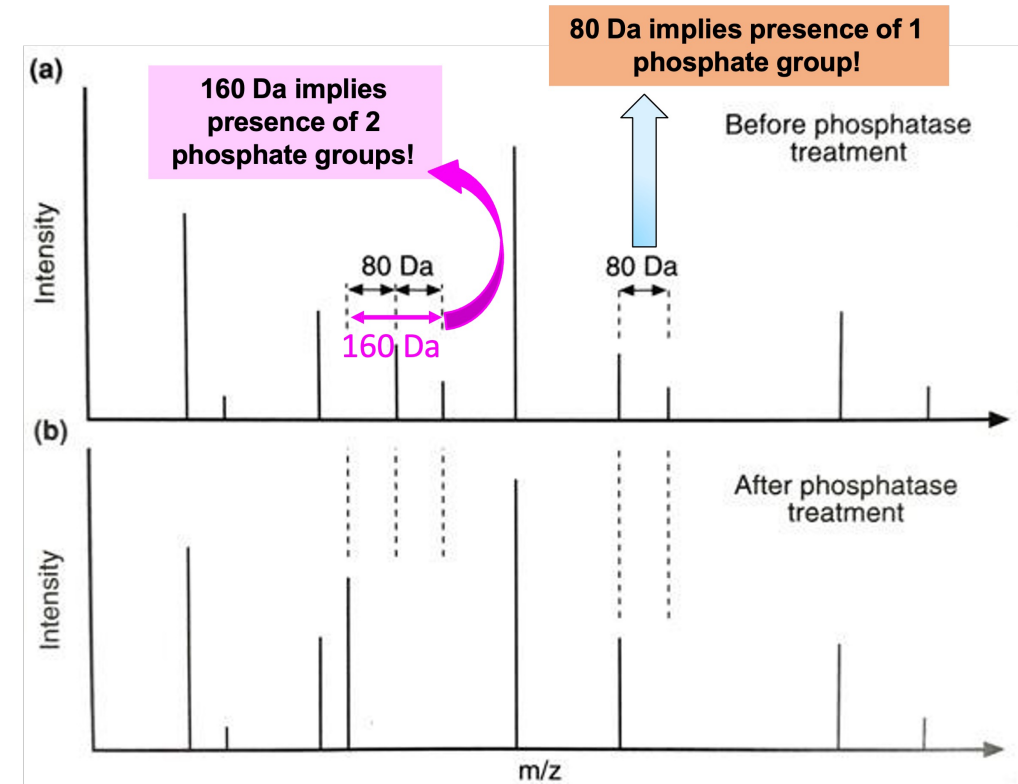 80 Da implies presence of 1
phosphate group!
(a)
160 Da implies
presence of 2
phosphate groups!
Before phosphatase
treatment
Intensity
80 Da
80 Da
160 Da
(b)
After phosphatase
treatment
Intensity
m/z